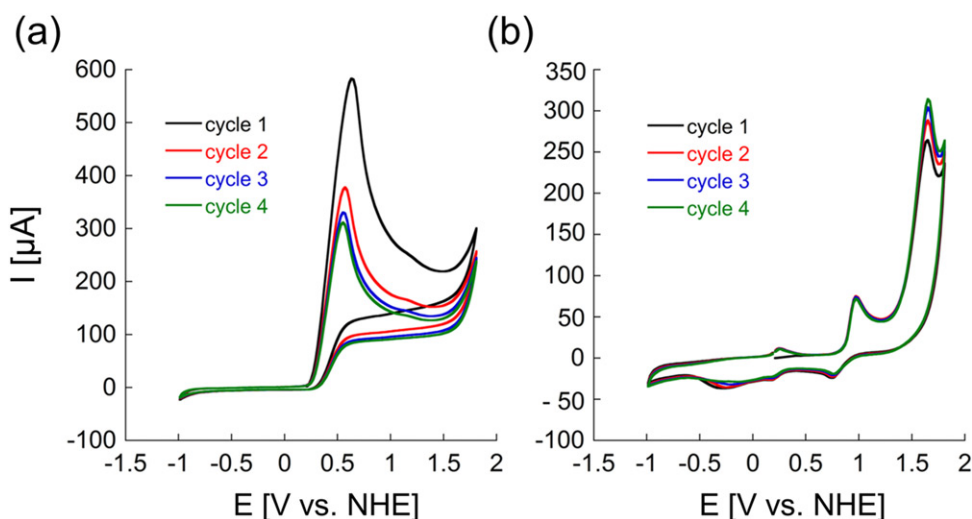 (a)
600
500
400
300
200
100
0
-100
I [µA]
cycle 1
cycle 2
cycle 3
cycle 4
-1.5 -1 -0.5 0 0.5 1 1.5 2
E [V vs. NHE]
(b)
350
300
250
200
150
100
50
0
- 50
-100
cycle 1
cycle 2
cycle 3
cycle 4
-1.5 -1 -0.5 0 0.5 1 1.5 2
E [V vs. NHE]